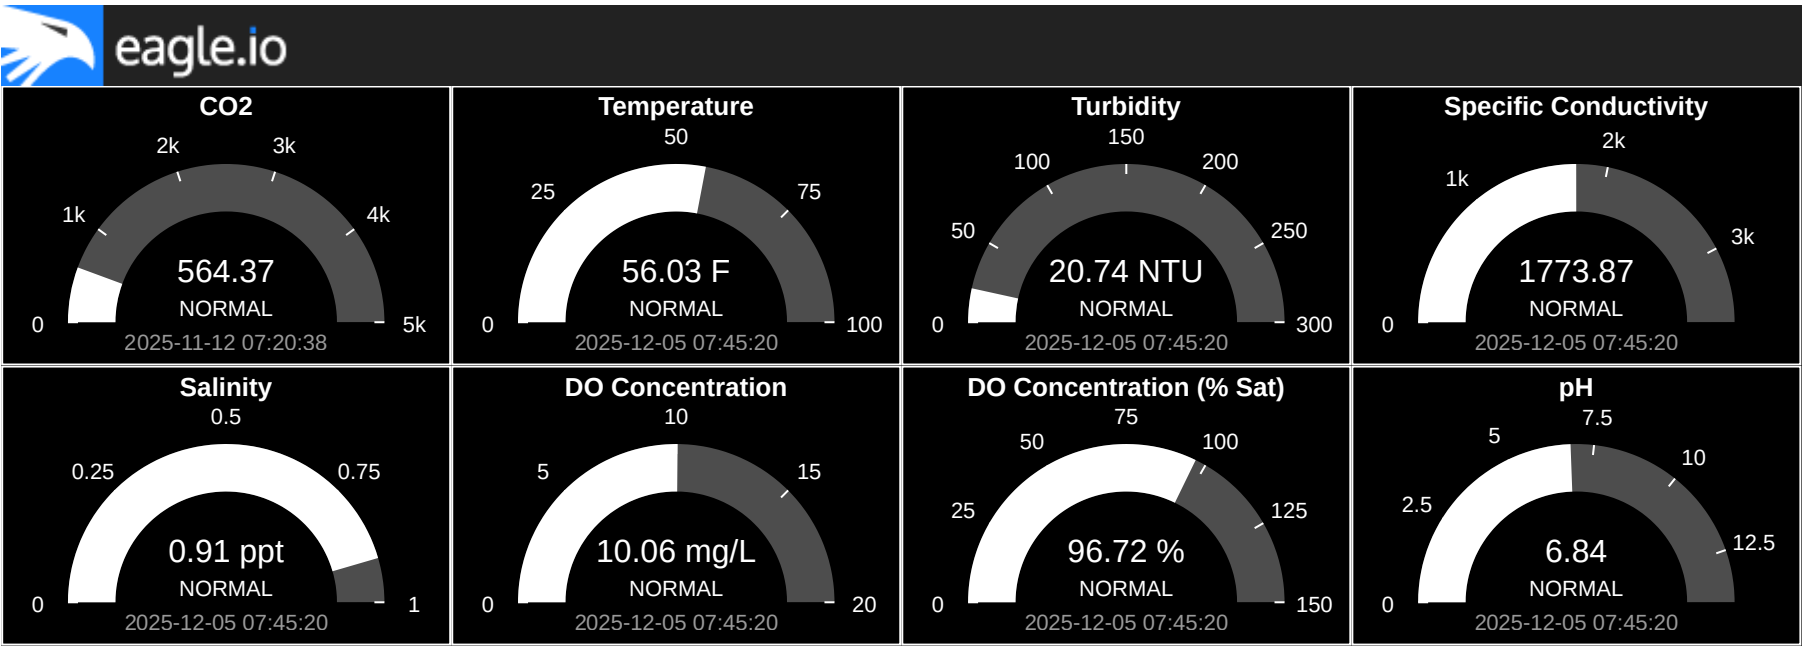 eagle.io
CO2
0
1k
2k
3k
4k
5k
564.37
NORMAL
2025-11-12 07:20:38
Temperature
0
25
50
75
100
56.03 F
NORMAL
2025-12-05 07:45:20
Turbidity
0
50
100
150
200
250
300
20.74 NTU
NORMAL
2025-12-05 07:45:20
Specific Conductivity
0
1k
2k
3k
1773.87
NORMAL
2025-12-05 07:45:20
Salinity
0
0.25
0.5
0.75
1
0.91 ppt
NORMAL
2025-12-05 07:45:20
DO Concentration
0
5
10
15
20
10.06 mg/L
NORMAL
2025-12-05 07:45:20
DO Concentration (% Sat)
0
25
50
75
100
125
150
96.72 %
NORMAL
2025-12-05 07:45:20
pH
0
2.5
5
7.5
10
12.5
6.84
NORMAL
2025-12-05 07:45:20